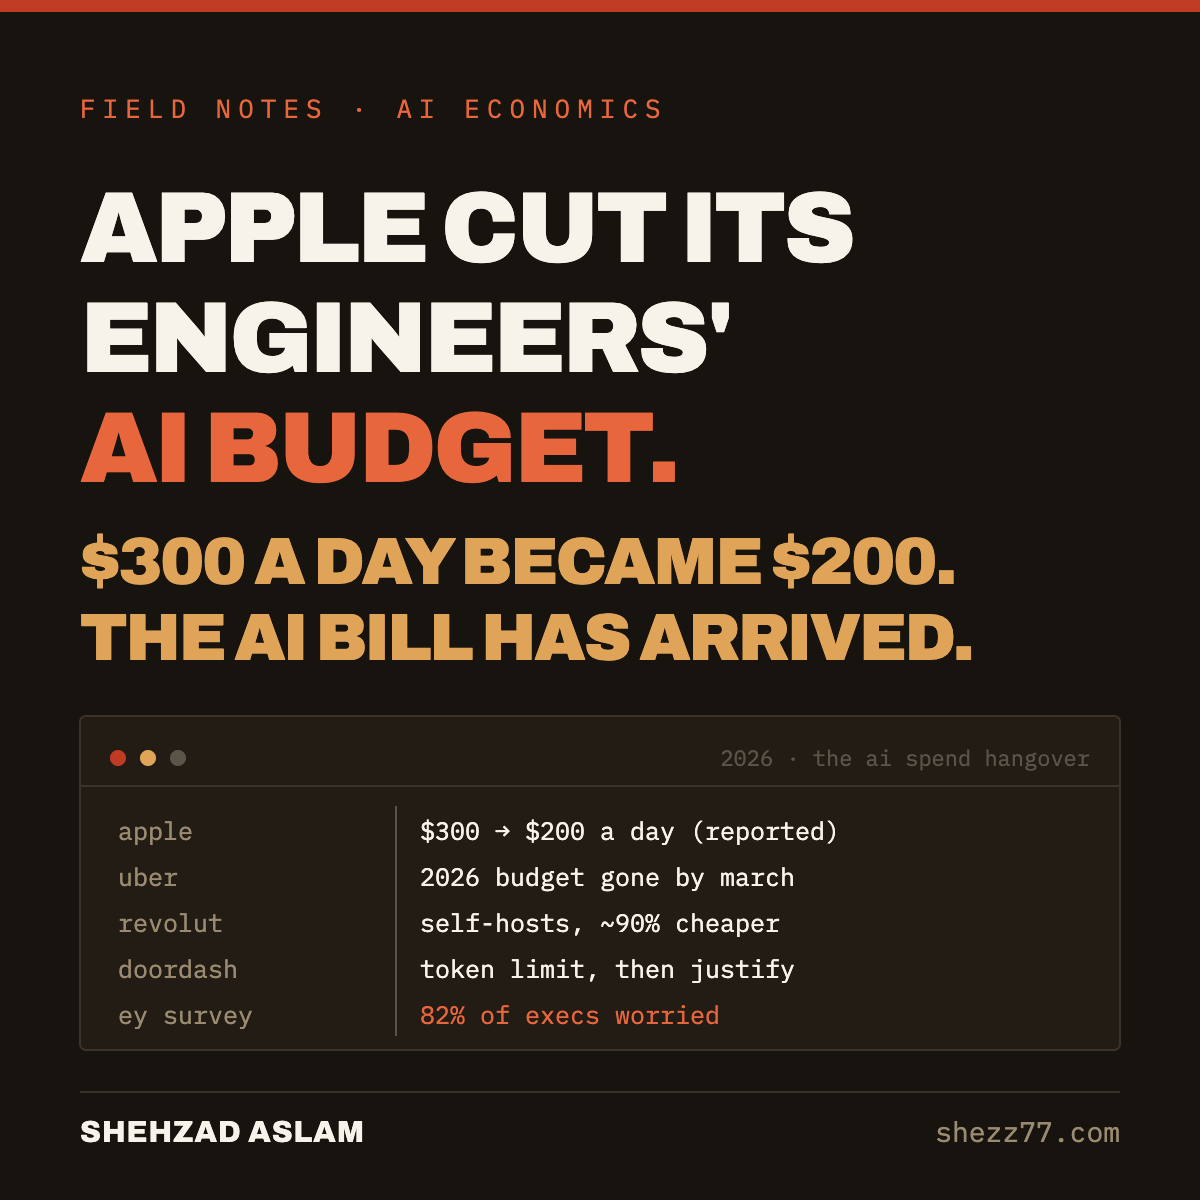 FIELD NOTES · AI ECONOMICS
APPLE CUT ITS
ENGINEERS'
AI BUDGET.
$300 A DAY BECAME $200.
THE AI BILL HAS ARRIVED.
2026 · the ai spend hangover
apple $300 → $200 a day (reported)
uber 2026 budget gone by march
revolut self-hosts, ~90% cheaper
doordash token limit, then justify
ey survey 82% of execs worried
SHEHZAD ASLAM shezz77.com